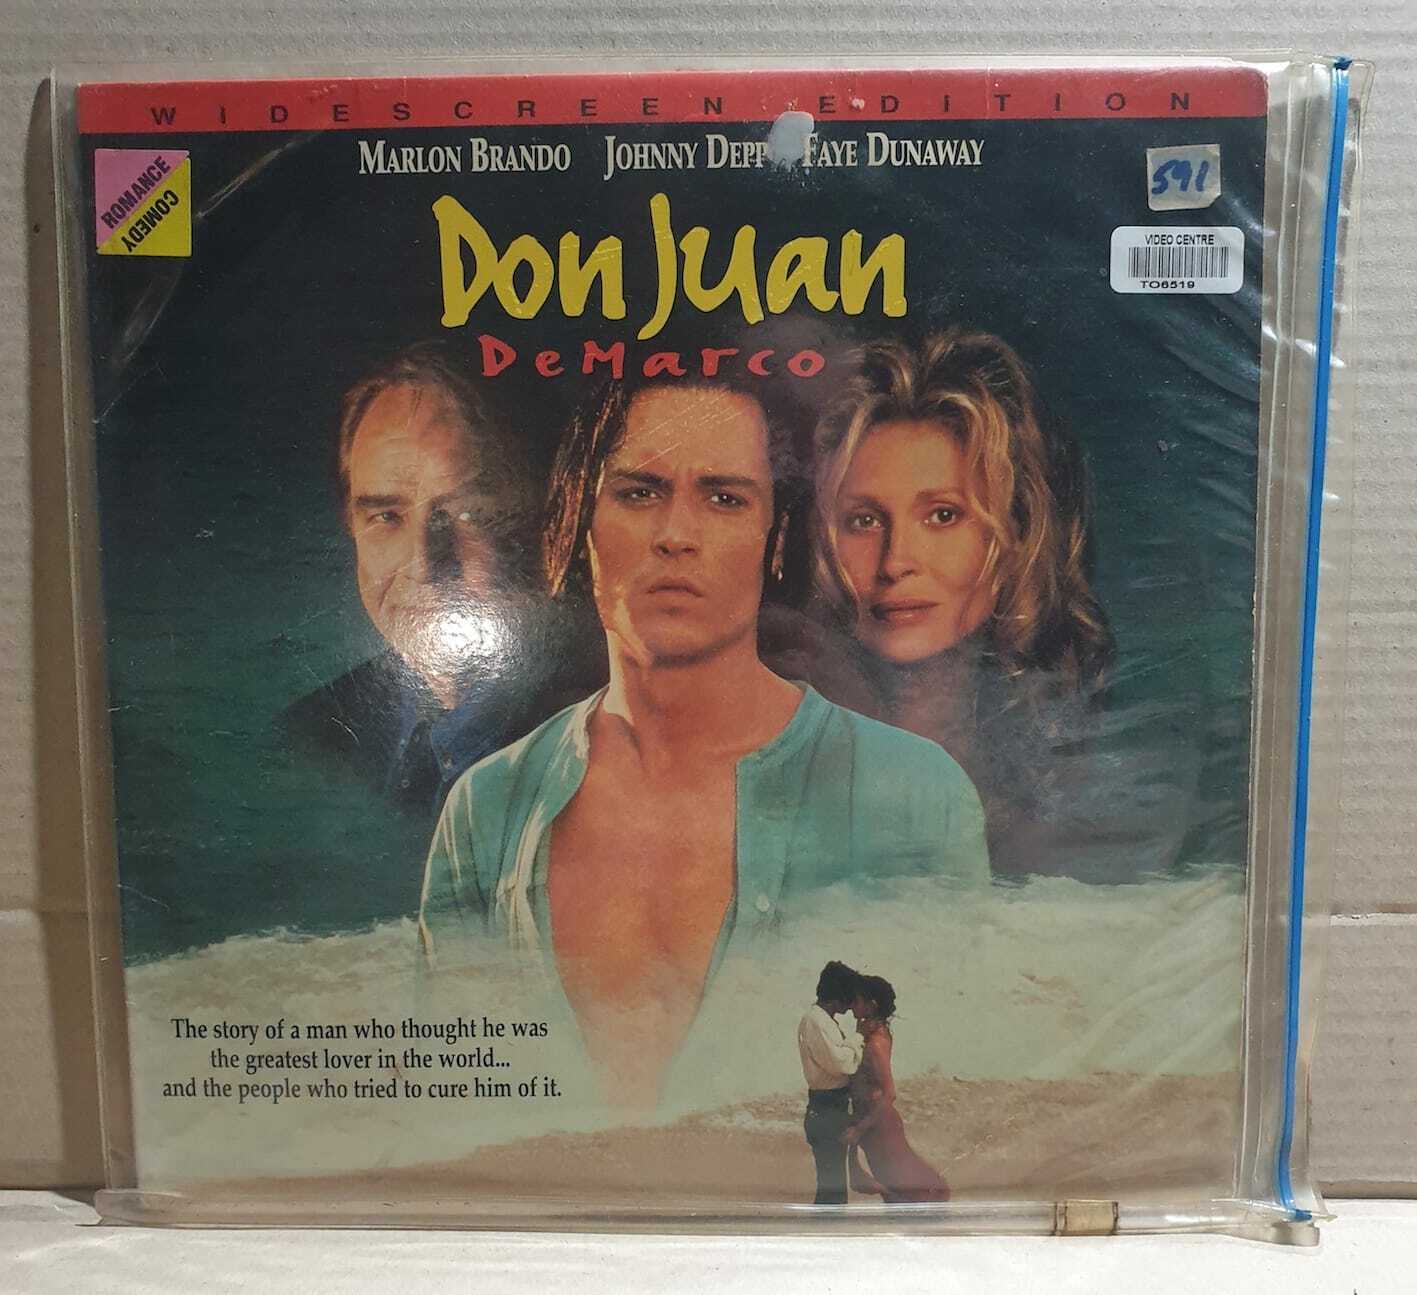 WIDESCREEN EDITION
MARLON BRANDO JOHNNY DEPP FAYE DUNAWAY
ROMANCE
COMEDY
591
VIDEO CENTRE
TO6519
Don Juan
DeMarco
The story of a man who thought he was
the greatest lover in the world...
and the people who tried to cure him of it.